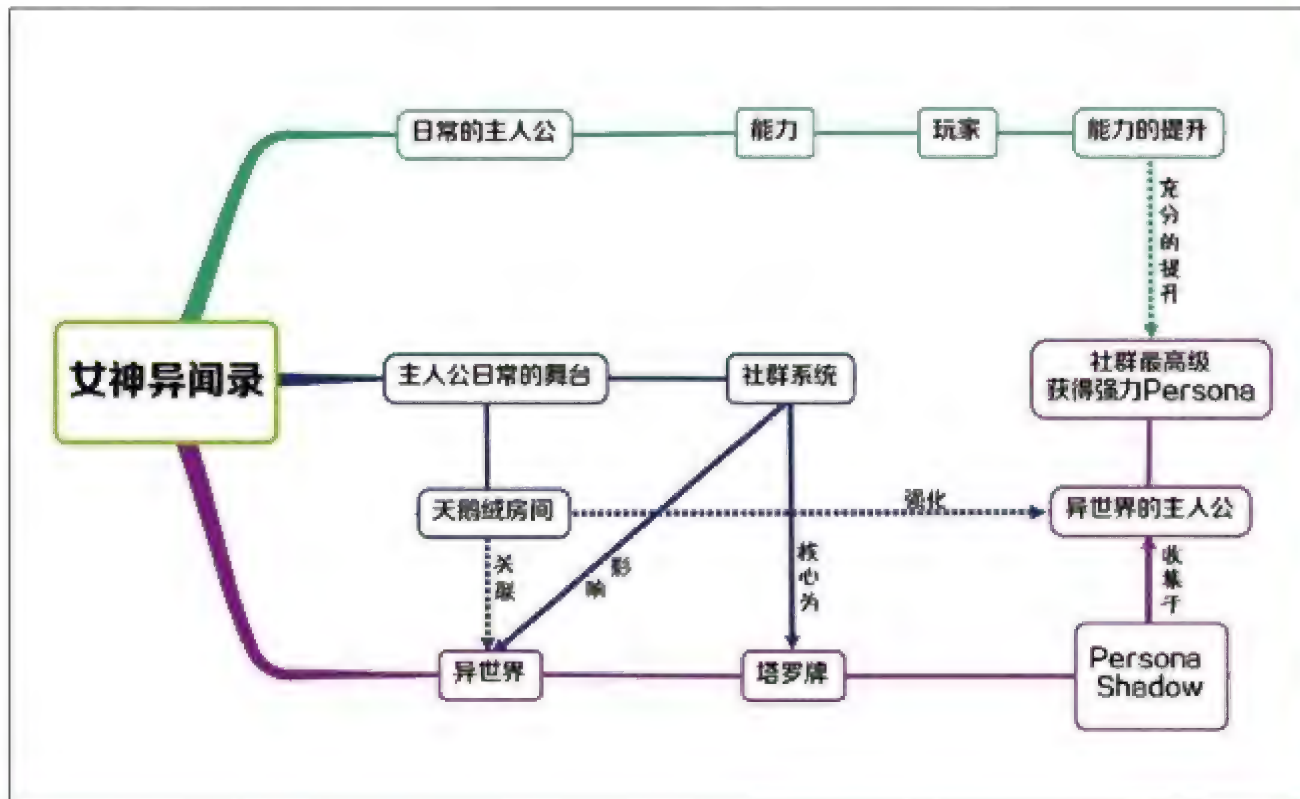 日常的主人公
能力
玩家
能力的提升
充分的提升
女神异闻录
主人公日常的舞台
社群系统
社群最高级
获得强力Persona
天鹅绒房间
强化
异世界的主人公
关联
影响
核心为
收集于
异世界
塔罗牌
Persona
Shadow